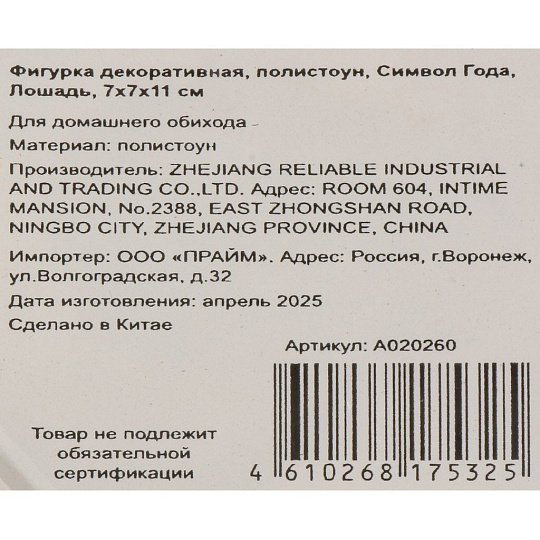 Фигурка декоративная, полистоун, Символ Года,
Лошадь, 7х7х11 см
Для домашнего обихода
Материал: полистоун
Производитель: ZHEJIANG RELIABLE INDUSTRIAL
AND TRADING CO.,LTD. Адрес: ROOM 604, INTIME
MANSION, No.2388, EAST ZHONGSHAN ROAD,
NINGBO CITY, ZHEJIANG PROVINCE, CHINA
Импортер: ООО «ПРАЙМ». Адрес: Россия, г.Воронеж,
ул.Волгоградская, д.32
Дата изготовления: апрель 2025
Сделано в Китае
Артикул: А020260
Товар не подлежит
обязательной
сертификации
4 610268 175325